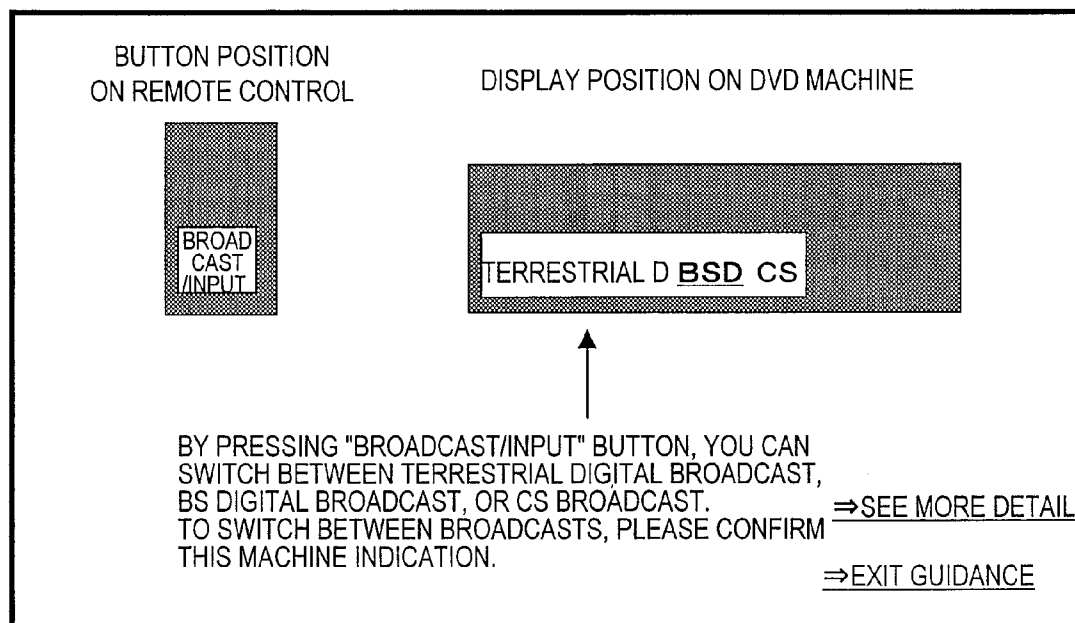 BUTTON POSITION
ON REMOTE CONTROL
DISPLAY POSITION ON DVD MACHINE
BROAD
CAST
/INPUT
TERRESTRIAL D BSD CS
BY PRESSING "BROADCAST/INPUT" BUTTON, YOU CAN
SWITCH BETWEEN TERRESTRIAL DIGITAL BROADCAST,
BS DIGITAL BROADCAST, OR CS BROADCAST.
TO SWITCH BETWEEN BROADCASTS, PLEASE CONFIRM
THIS MACHINE INDICATION.
⇒SEE MORE DETAIL
⇒EXIT GUIDANCE